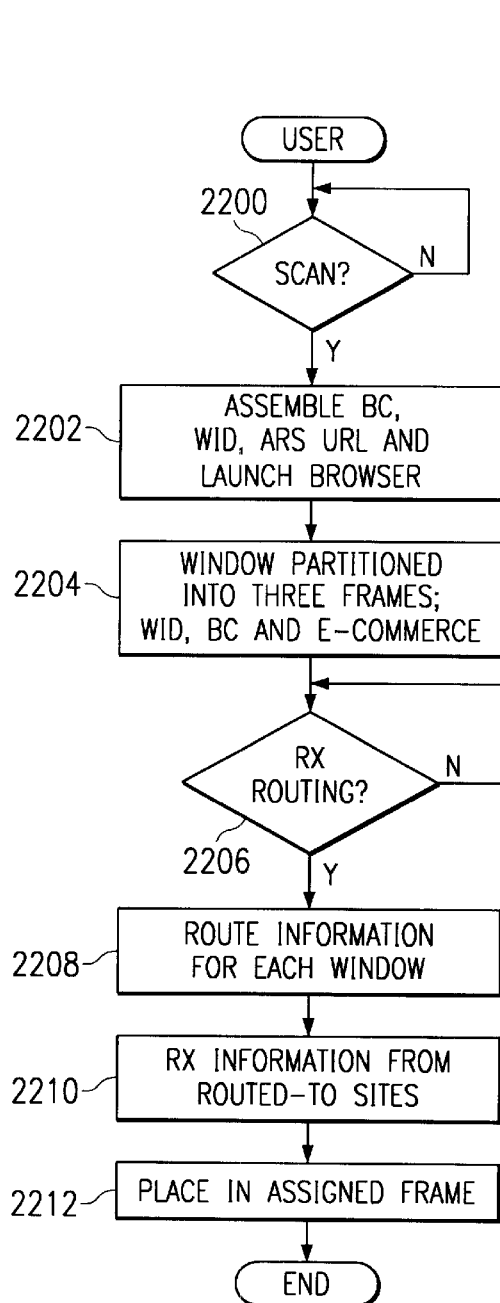 USER
2200
SCAN?
N
Y
2202
ASSEMBLE BC,
WID, ARS URL AND
LAUNCH BROWSER
2204
WINDOW PARTITIONED
INTO THREE FRAMES;
WID, BC AND E-COMMERCE
RX
ROUTING?
N
2206
Y
2208
ROUTE INFORMATION
FOR EACH WINDOW
2210
RX INFORMATION FROM
ROUTED-TO SITES
2212
PLACE IN ASSIGNED FRAME
END